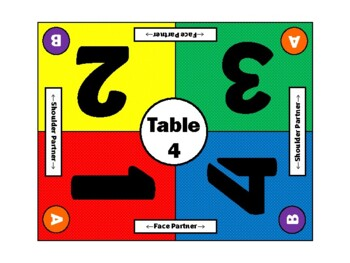 B
←Face Partner→
A
2
3
←Shoulder Partner→
Table
4
←Shoulder Partner→
1
4
A
←Face Partner→
B